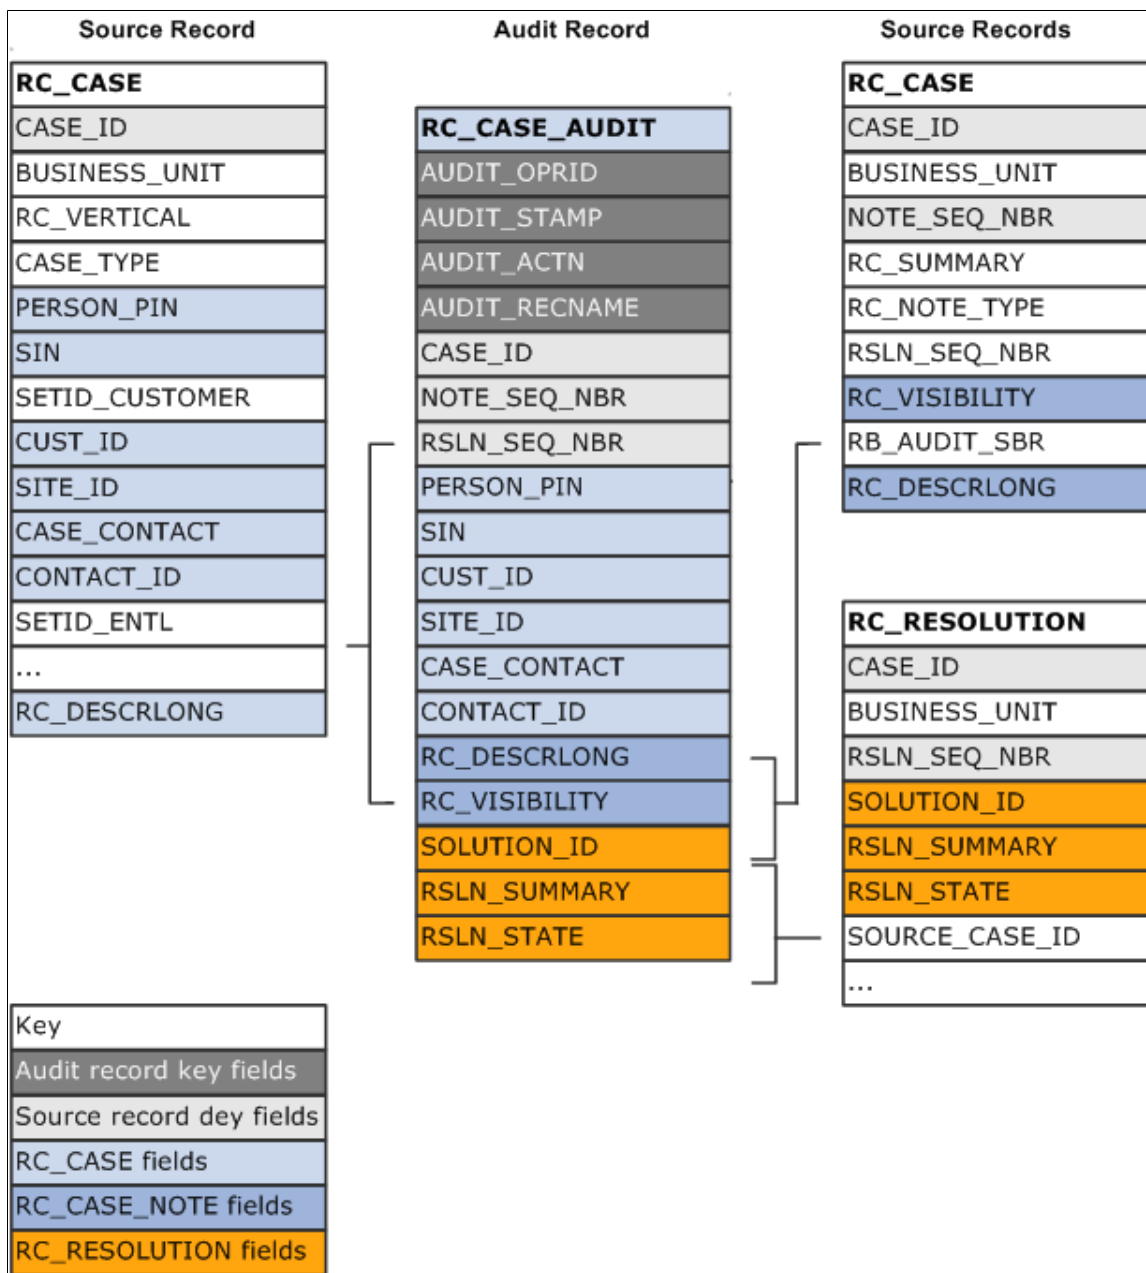 Source Record
RC_CASE
CASE_ID
BUSINESS_UNIT
RC_VERTICAL
CASE_TYPE
PERSON_PIN
SIN
SETID_CUSTOMER
CUST_ID
SITE_ID
CASE_CONTACT
CONTACT_ID
SETID_ENTL
...
RC_DESCRLONG
Audit Record
RC_CASE_AUDIT
AUDIT_OPRID
AUDIT_STAMP
AUDIT_ACTN
AUDIT_RECNAME
CASE_ID
NOTE_SEQ_NBR
RSLN_SEQ_NBR
PERSON_PIN
SIN
CUST_ID
SITE_ID
CASE_CONTACT
CONTACT_ID
RC_DESCRLONG
RC_VISIBILITY
SOLUTION_ID
RSLN_SUMMARY
RSLN_STATE
Source Records
RC_CASE
CASE_ID
BUSINESS_UNIT
NOTE_SEQ_NBR
RC_SUMMARY
RC_NOTE_TYPE
RSLN_SEQ_NBR
RC_VISIBILITY
RB_AUDIT_SBR
RC_DESCRLONG
RC_RESOLUTION
CASE_ID
BUSINESS_UNIT
RSLN_SEQ_NBR
SOLUTION_ID
RSLN_SUMMARY
RSLN_STATE
SOURCE_CASE_ID
...
Key
Audit record key fields
Source record dey fields
RC_CASE fields
RC_CASE_NOTE fields
RC_RESOLUTION fields